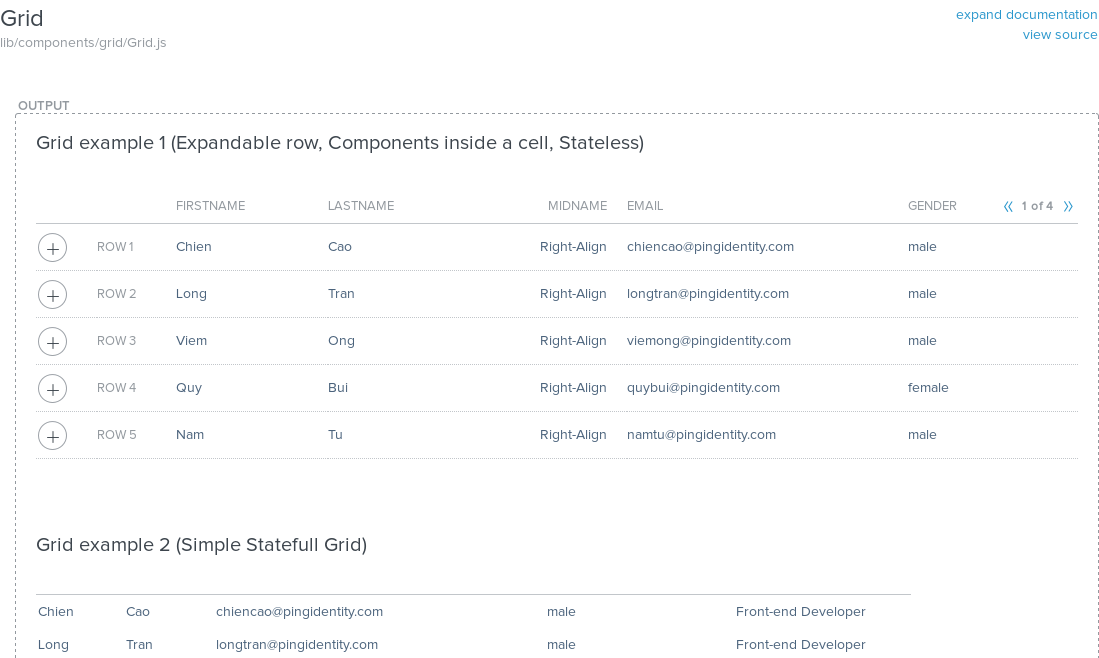 Grid
expand documentation
lib/components/grid/Grid.js
view source
OUTPUT
Grid example 1 (Expandable row, Components inside a cell, Stateless)
FIRSTNAME LASTNAME MIDNAME EMAIL GENDER « 1 of 4 »
ROW 1 Chien Cao Right-Align chiencao@pingidentity.com male
ROW 2 Long Tran Right-Align longtran@pingidentity.com male
ROW 3 Viem Ong Right-Align viemong@pingidentity.com male
ROW 4 Quy Bui Right-Align quybui@pingidentity.com female
ROW 5 Nam Tu Right-Align namtu@pingidentity.com male
Grid example 2 (Simple Statefull Grid)
Chien Cao chiencao@pingidentity.com male Front-end Developer
Long Tran longtran@pingidentity.com male Front-end Developer